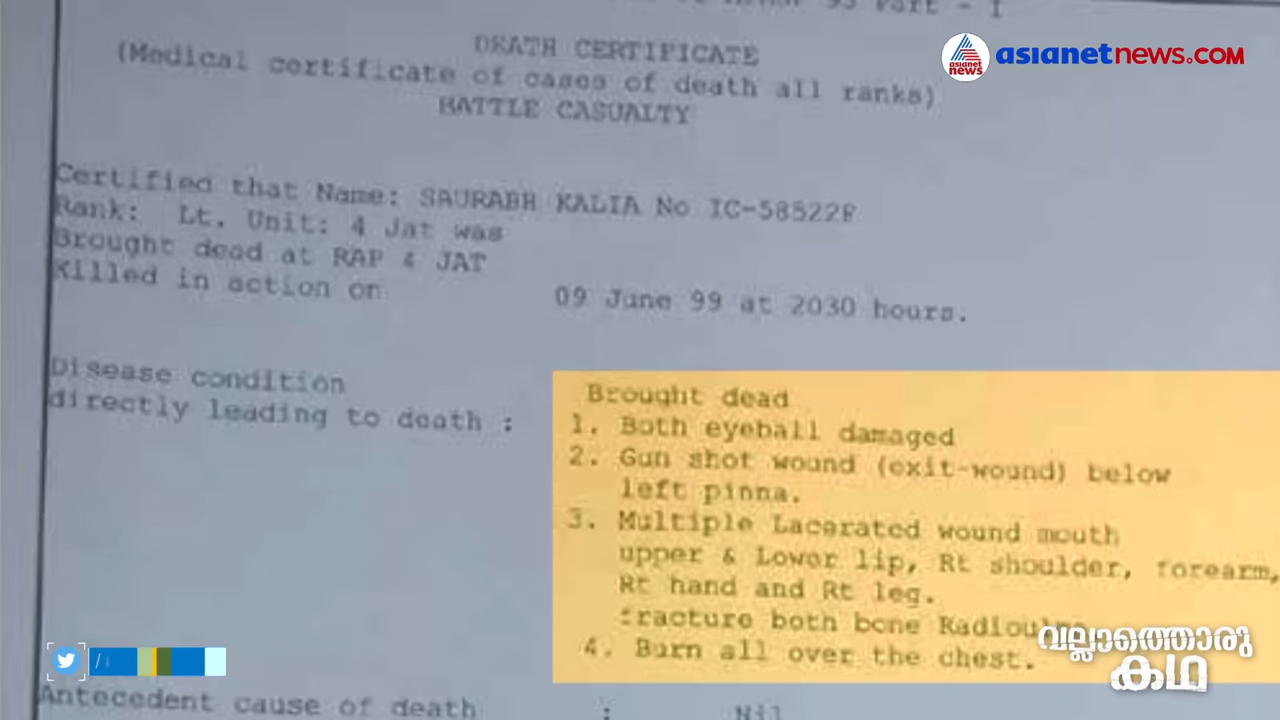 93 Part - I
DEATH CERTIFICATE
(Medical certificate of cases of death all ranks)
BATTLE CASUALTY
asianet news
asianetnews.COM
Certified that Name: SAURABH KALIA No IC-58522F
Rank: Lt. Unit: 4 Jat was
Brought dead at RAP 4 JAT
Killed in action on 09 June 99 at 2030 hours.
Disease condition
directly leading to death :
Brought dead
1. Both eyeball damaged
2. Gun shot wound (exit-wound) below
left pinna.
3. Multiple Lacerated wound mouth
upper & Lower lip, Rt shoulder, forearm,
Rt hand and Rt leg.
fracture both bone
4. Burn all over the chest.
Antecedent cause of death : Nil
വല്ലാത്തൊരു
കഥ